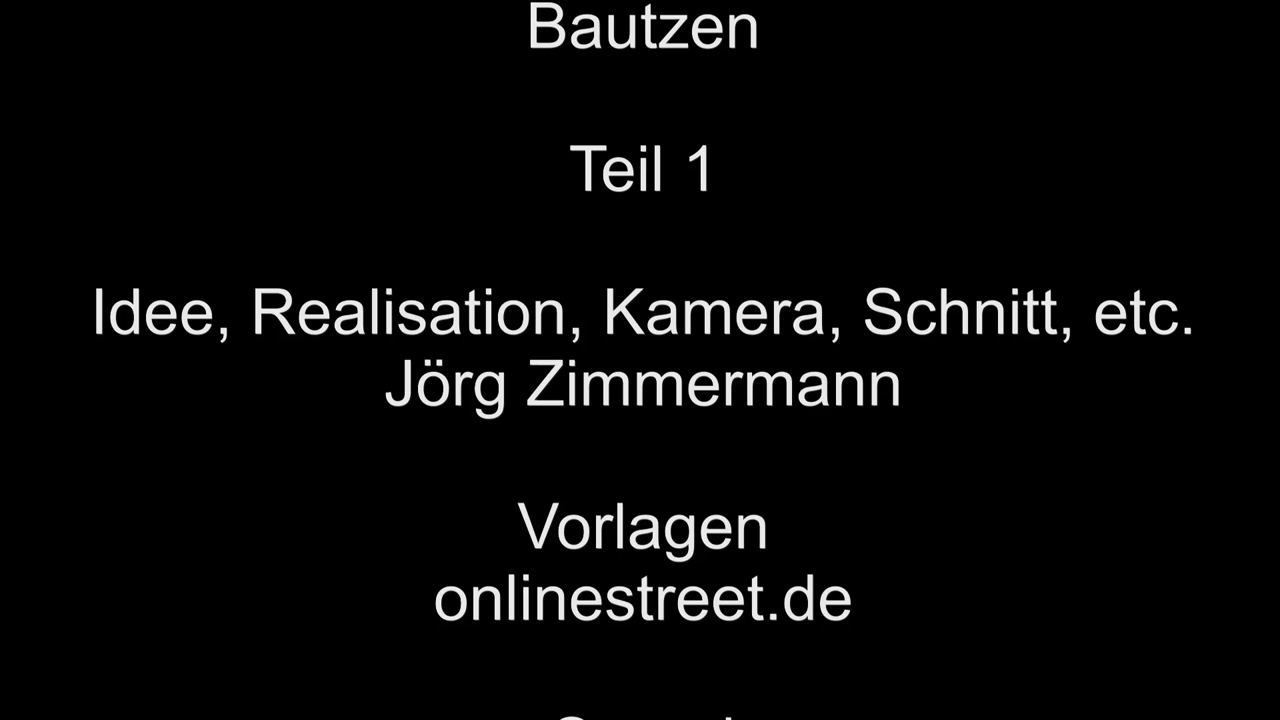 Bautzen
Teil 1
Idee, Realisation, Kamera, Schnitt, etc.
Jörg Zimmermann
Vorlagen
onlinestreet.de